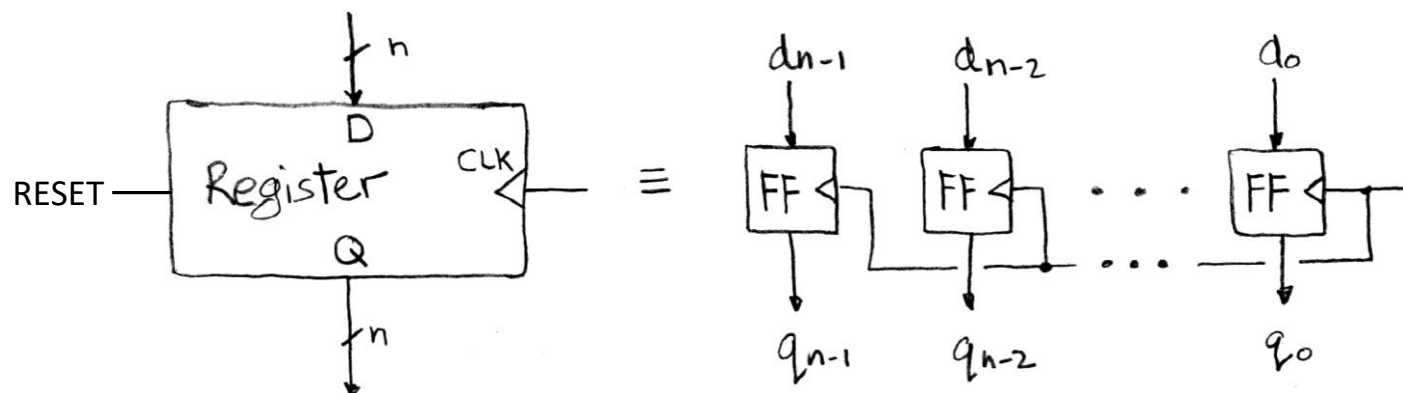 n
D
CLK
RESET
Register
Q
n
≡
dn-1
dn-2
d0
FF
FF
. . .
FF
. . .
qn-1
qn-2
q0